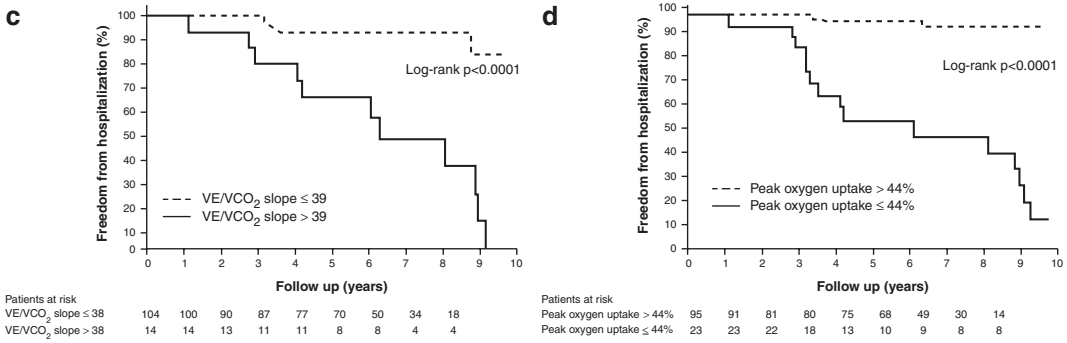 c
Freedom from hospitalization (%)
100
90
80
70
60
50
40
30
20
10
0
Log-rank p<0.0001
VE/VCO2 slope ≤ 39
VE/VCO2 slope > 39
0 1 2 3 4 5 6 7 8 9 10
Follow up (years)
Patients at risk
VE/VCO2 slope ≤ 38 104 100 90 87 77 70 50 34 18
VE/VCO2 slope > 38 14 14 13 11 11 8 8 4 4
d
Freedom from hospitalization (%)
100
90
80
70
60
50
40
30
20
10
0
Log-rank p<0.0001
Peak oxygen uptake > 44%
Peak oxygen uptake ≤ 44%
0 1 2 3 4 5 6 7 8 9 10
Follow up (years)
Patients at risk
Peak oxygen uptake > 44% 95 91 81 80 75 68 49 30 14
Peak oxygen uptake ≤ 44% 23 23 22 18 13 10 9 8 8